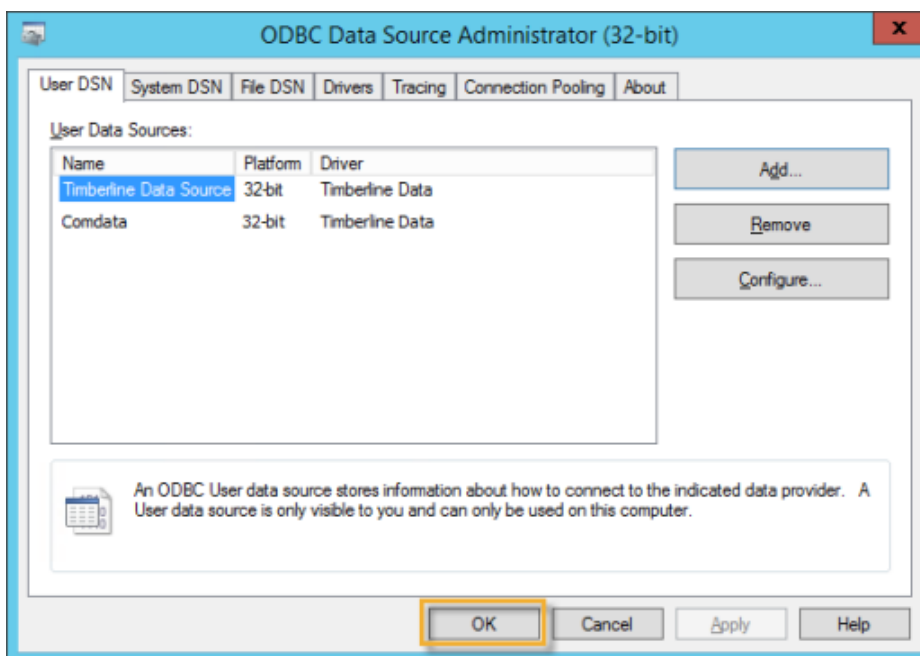 ODBC Data Source Administrator (32-bit)
x
User DSN System DSN File DSN Drivers Tracing Connection Pooling About
User Data Sources:
Name Platform Driver
Timberline Data Source 32-bit Timberline Data
Comdata 32-bit Timberline Data
Add...
Remove
Configure...
An ODBC User data source stores information about how to connect to the indicated data provider. A
User data source is only visible to you and can only be used on this computer.
OK Cancel Apply Help